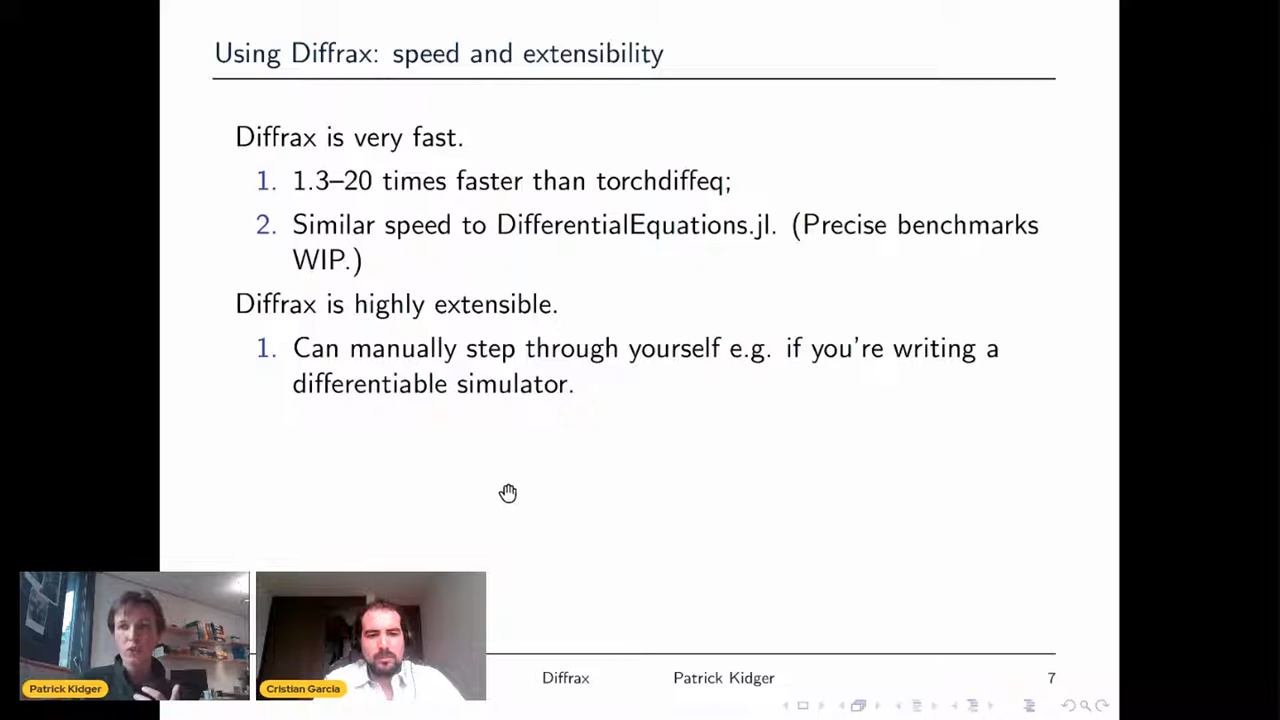 Using Diffrax: speed and extensibility
Diffrax is very fast.
1. 1.3–20 times faster than torchdiffeq;
2. Similar speed to DifferentialEquations.jl. (Precise benchmarks
WIP.)
Diffrax is highly extensible.
1. Can manually step through yourself e.g. if you're writing a
differentiable simulator.
Patrick Kidger
Cristian Garcia
Diffrax Patrick Kidger 7